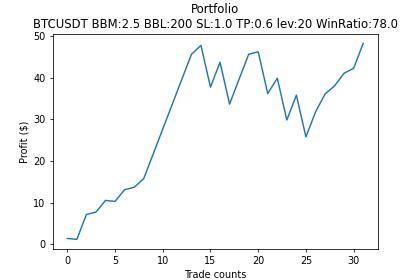 Portfolio
BTCUSDT BBM:2.5 BBL:200 SL:1.0 TP:0.6 lev:20 WinRatio:78.0
50
40
30
20
10
0
Profit ($)
0 5 10 15 20 25 30
Trade counts